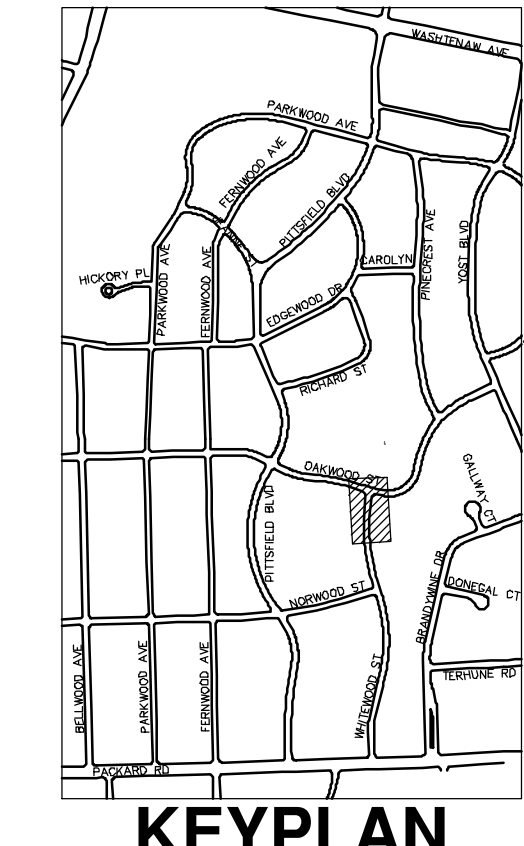 WASHTENAW AVE
PARKWOOD AVE
FERNWOOD AVE
PITTSFIELD BLVD
CAROLYN
PINECREST AVE
YOST BLVD
HICKORY PL
PARKWOOD AVE
FERNWOOD AVE
EDGEWOOD DR
RICHARD ST
OAKWOOD ST
GALLWAY CT
PITTSFIELD BLVD
NORWOOD ST
BRANDYWINE DR
DONEGAL CT
BELLWOOD AVE
PARKWOOD AVE
FERNWOOD AVE
WHITEWOOD ST
TERHUNE RD
PACKARD RD
KEYPLAN